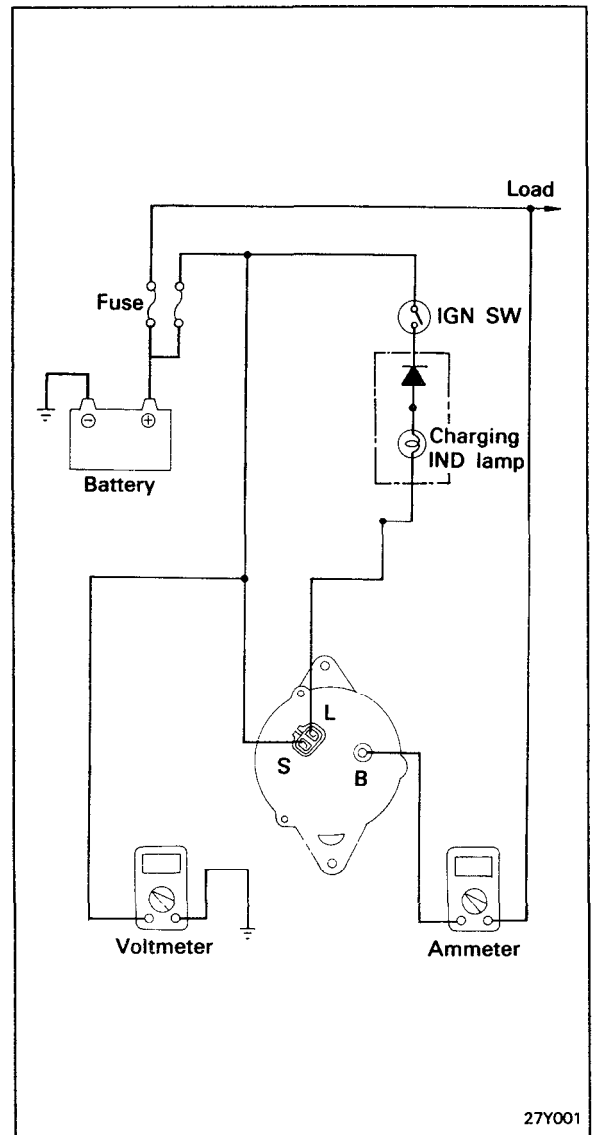 Load
Fuse
IGN SW
⊖ ⊕
Charging
IND lamp
Battery
L
S
B
Voltmeter
Ammeter
27Y001